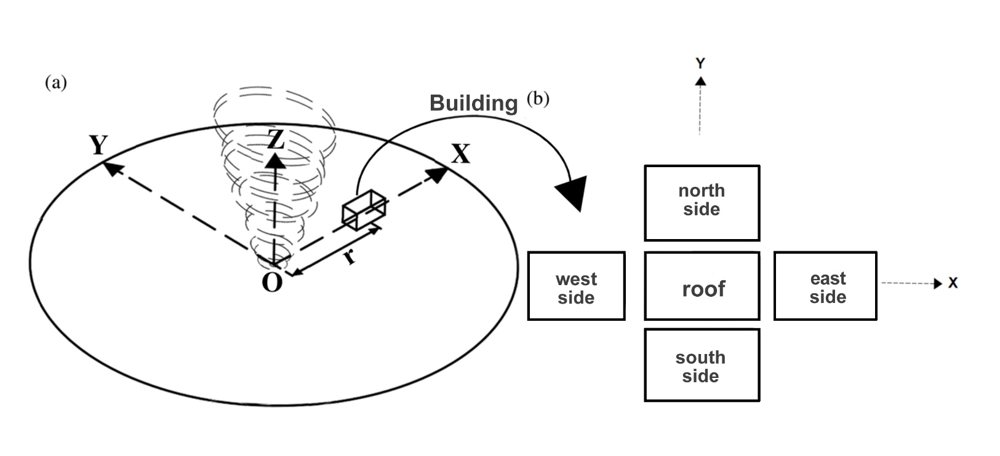 (a)
Building
(b)
Y
Z
X
r
O
Y
north
side
west
side
roof
east
side
X
south
side